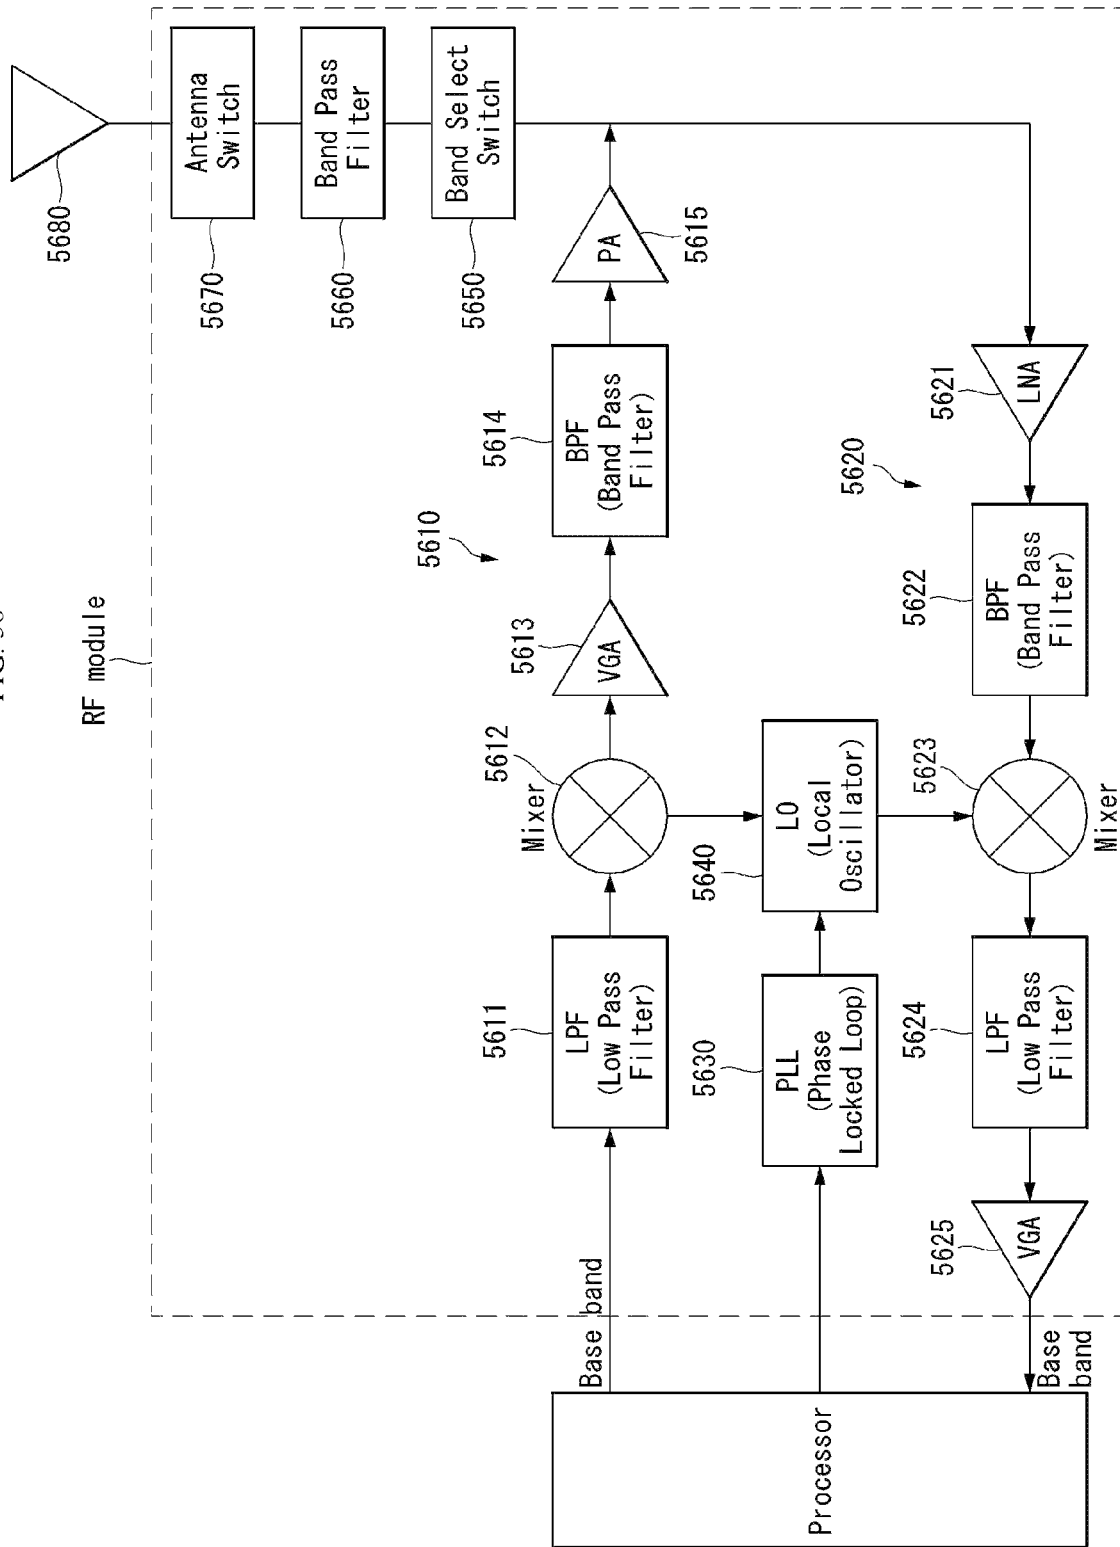 RF module
5680
Antenna
Switch
5670
Band Pass
Filter
5660
Band Select
Switch
5650
5610
Base band
5611
LPF
(Low Pass
Filter)
Mixer
5612
5613
VGA
5614
BPF
(Band Pass
Filter)
PA
5615
Processor
5630
PLL
(Phase
Locked Loop)
5640
LO
(Local
Oscillator)
5620
Base
band
5625
VGA
5624
LPF
(Low Pass
Filter)
5623
Mixer
5622
BPF
(Band Pass
Filter)
5621
LNA